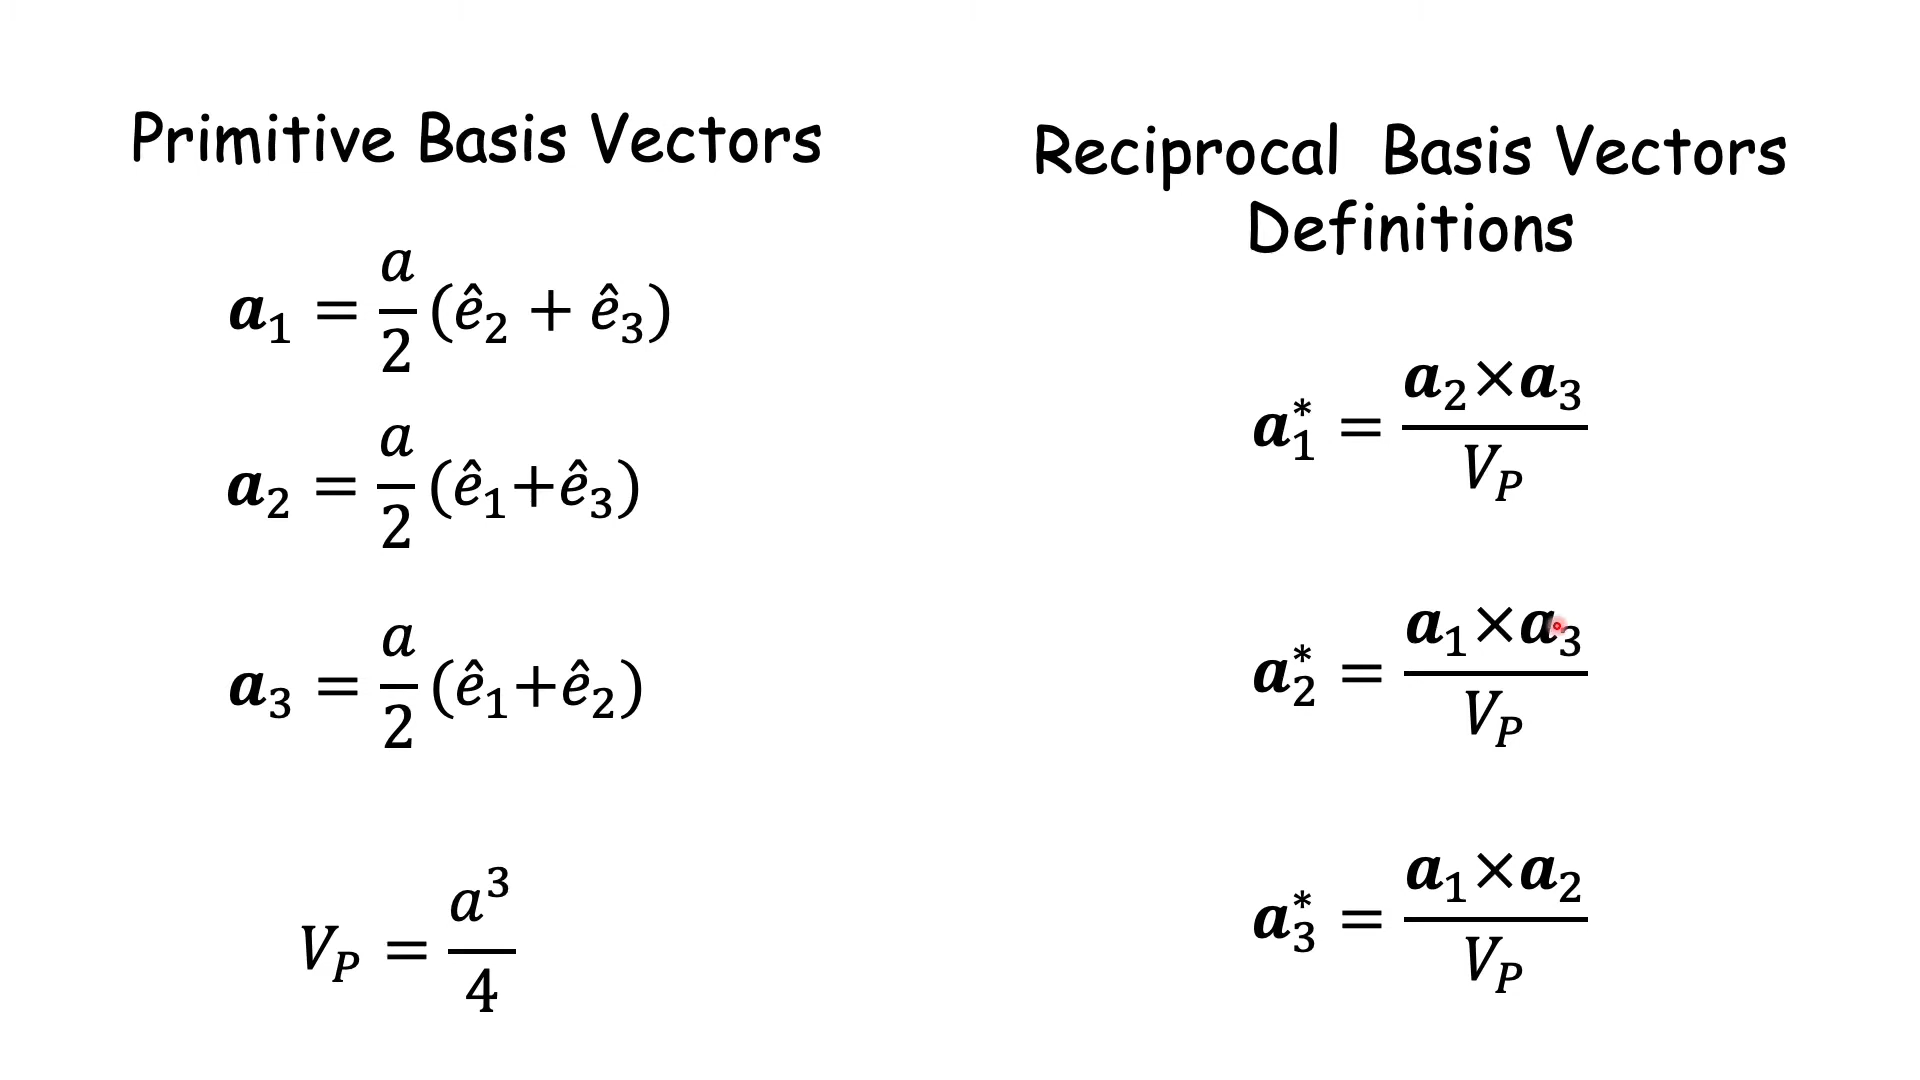 Primitive Basis Vectors
𝒂₁ = a/2 (ê₂ + ê₃)
𝒂₂ = a/2 (ê₁+ê₃)
𝒂₃ = a/2 (ê₁+ê₂)
V_P = a³/4
Reciprocal Basis Vectors
Definitions
𝒂₁* = 𝒂₂×𝒂₃/V_P
𝒂₂* = 𝒂₁×𝒂₃/V_P
𝒂₃* = 𝒂₁×𝒂₂/V_P